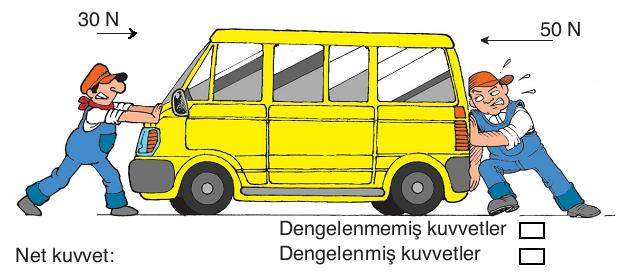 30 N
50 N
Dengelenmemiş kuvvetler
Net kuvvet:
Dengelenmiş kuvvetler